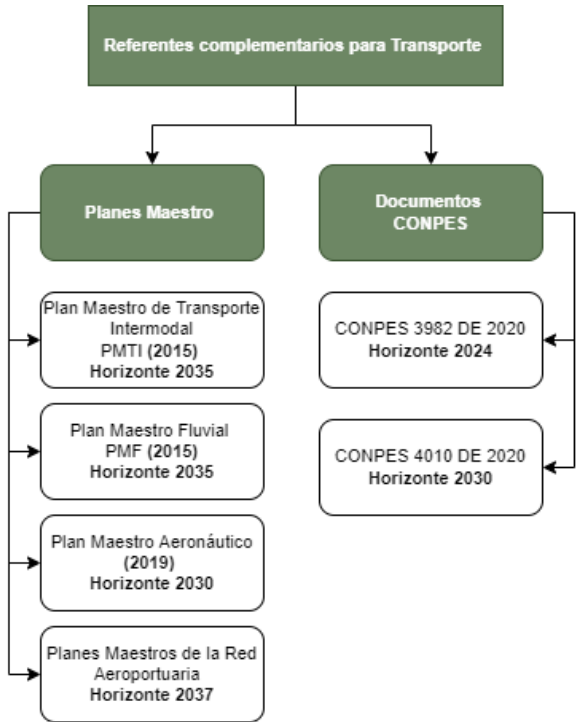 Referentes complementarios para Transporte
Planes Maestro
Documentos
CONPES
Plan Maestro de Transporte
Intermodal
PMTI (2015)
Horizonte 2035
Plan Maestro Fluvial
PMF (2015)
Horizonte 2035
Plan Maestro Aeronáutico
(2019)
Horizonte 2030
Planes Maestros de la Red
Aeroportuaria
Horizonte 2037
CONPES 3982 DE 2020
Horizonte 2024
CONPES 4010 DE 2020
Horizonte 2030